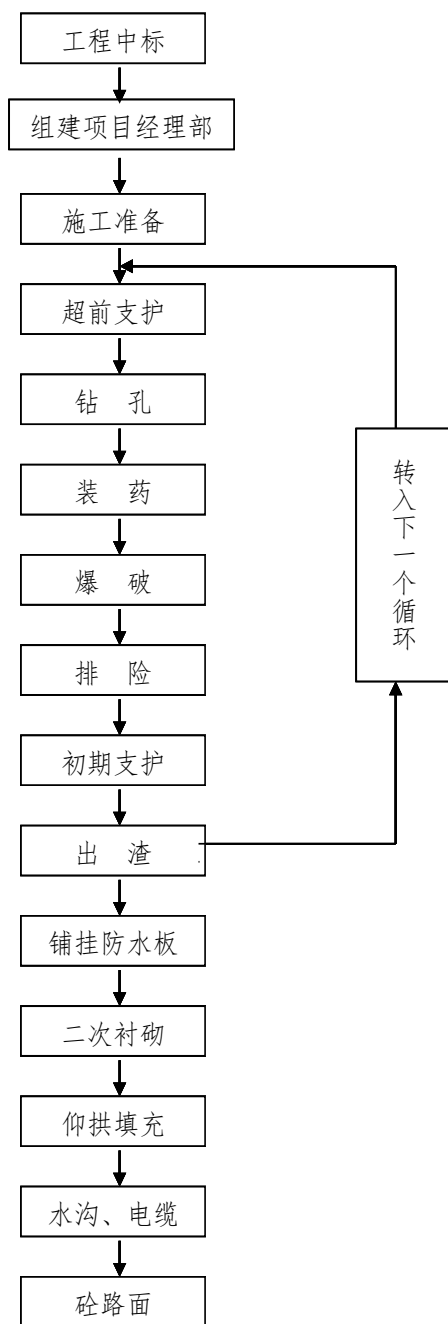 工程中标
组建项目经理部
施工准备
超前支护
钻 孔
装 药
爆 破
排 险
初期支护
出 渣
铺挂防水板
二次衬砌
仰拱填充
水沟、电缆
砼路面
转入下一个循环